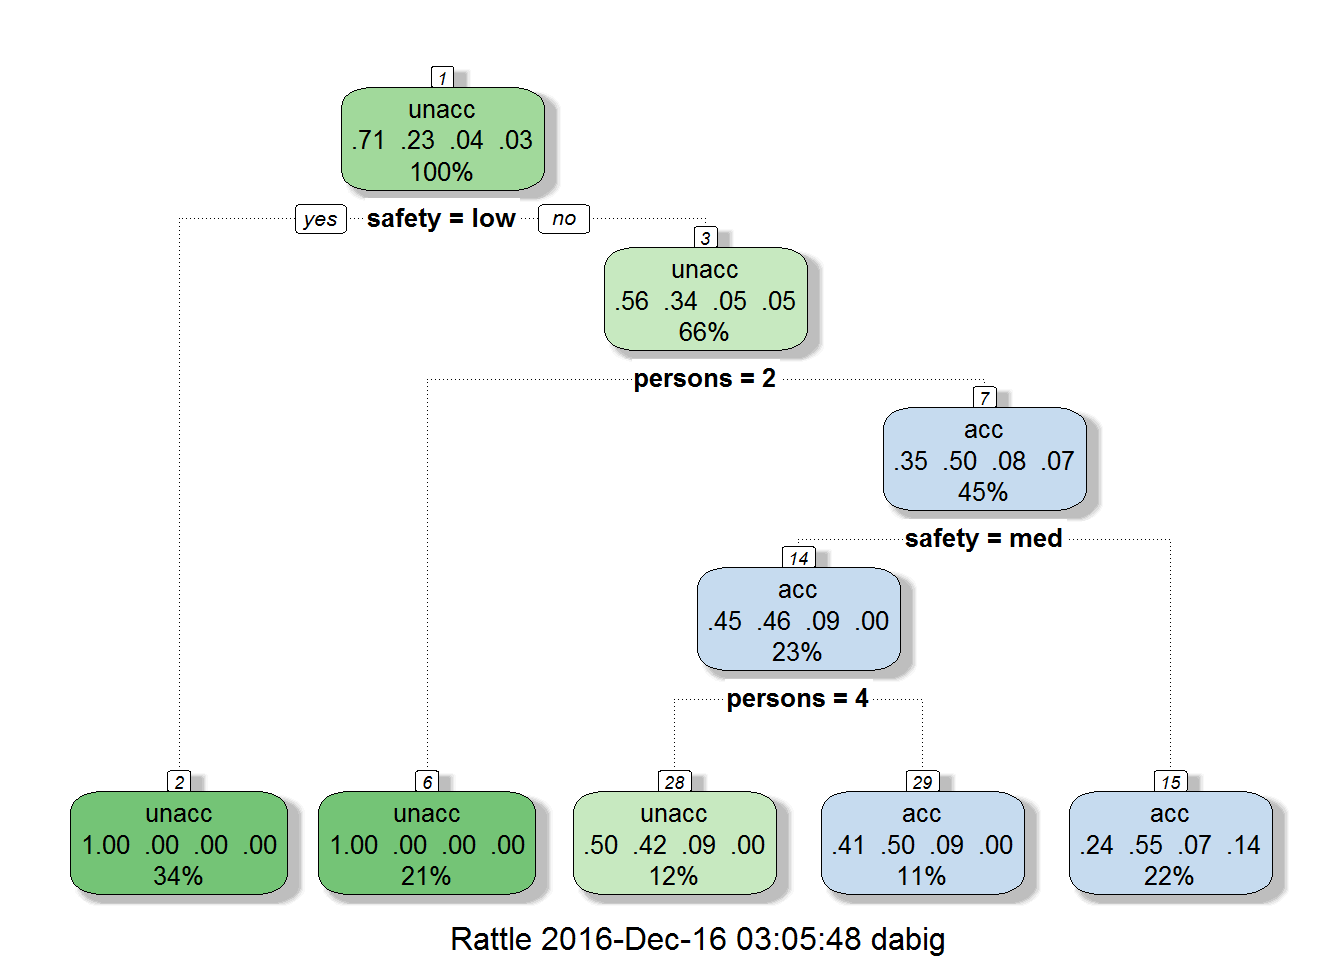 1
unacc
.71 .23 .04 .03
100%
yes safety = low no
3
unacc
.56 .34 .05 .05
66%
persons = 2
7
acc
.35 .50 .08 .07
45%
safety = med
14
acc
.45 .46 .09 .00
23%
persons = 4
2
unacc
1.00 .00 .00 .00
34%
6
unacc
1.00 .00 .00 .00
21%
28
unacc
.50 .42 .09 .00
12%
29
acc
.41 .50 .09 .00
11%
15
acc
.24 .55 .07 .14
22%
Rattle 2016-Dec-16 03:05:48 dabig